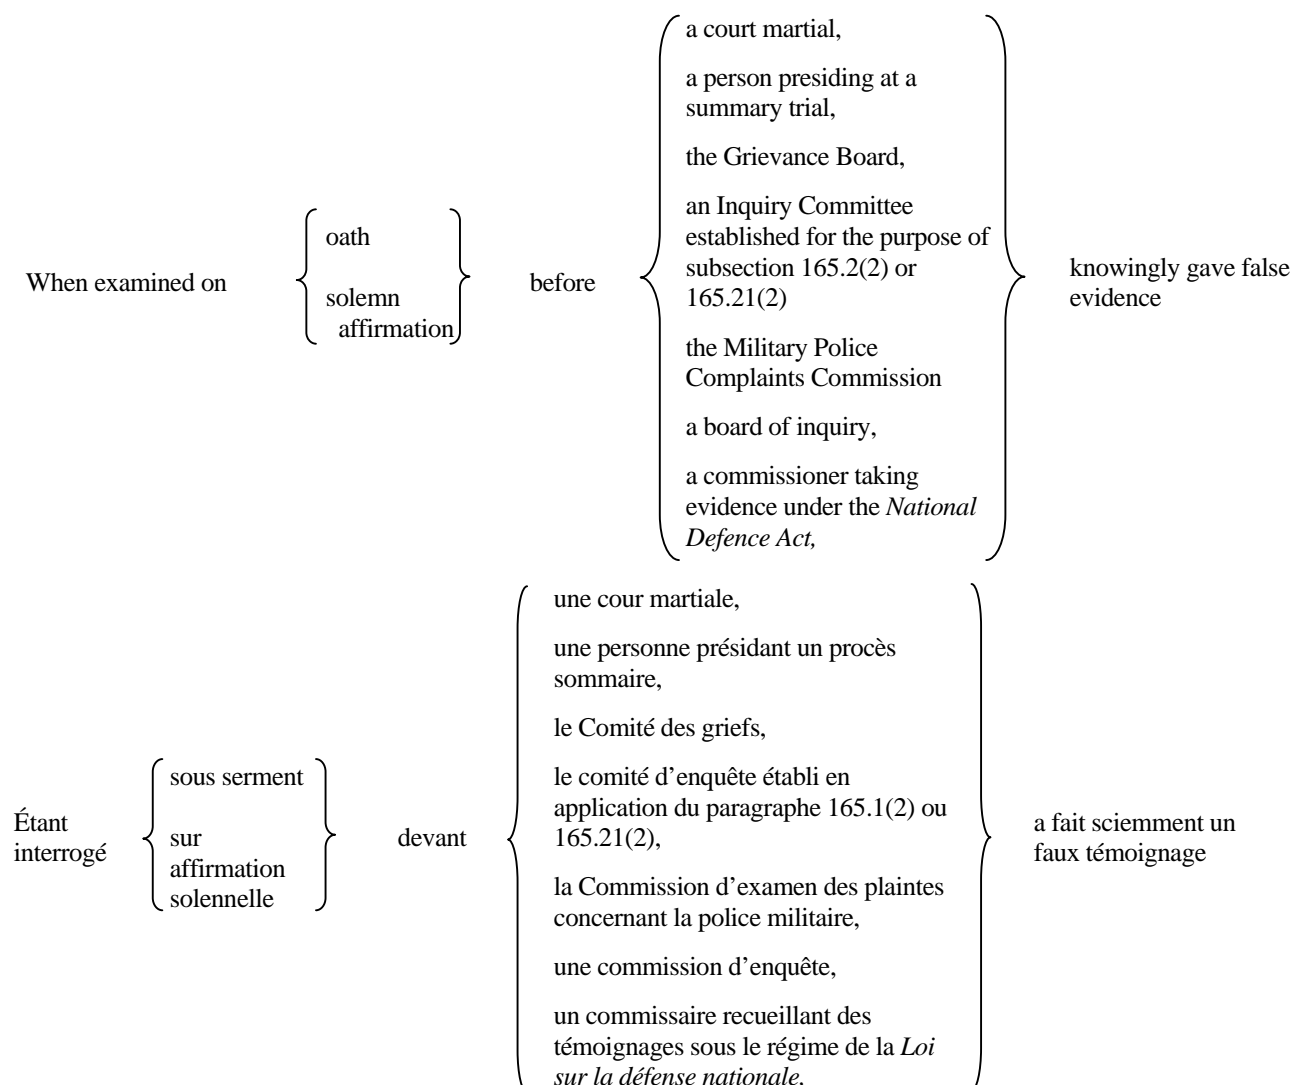 When examined on
oath
solemn
affirmation
before
a court martial,
a person presiding at a
summary trial,
the Grievance Board,
an Inquiry Committee
established for the purpose of
subsection 165.2(2) or
165.21(2)
the Military Police
Complaints Commission
a board of inquiry,
a commissioner taking
evidence under the National
Defence Act,
knowingly gave false
evidence
Étant
interrogé
sous serment
sur
affirmation
solennelle
devant
une cour martiale,
une personne présidant un procès
sommaire,
le Comité des griefs,
le comité d’enquête établi en
application du paragraphe 165.1(2) ou
165.21(2),
la Commission d’examen des plaintes
concernant la police militaire,
une commission d’enquête,
un commissaire recueillant des
témoignages sous le régime de la Loi
sur la défense nationale,
a fait sciemment un
faux témoignage